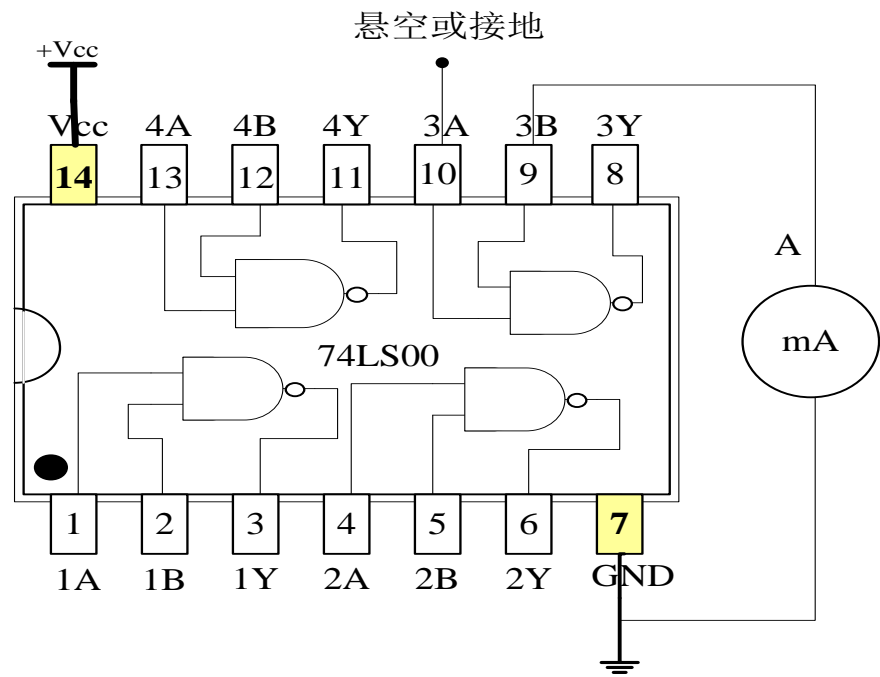 悬空或接地
+Vcc
Vcc 4A 4B 4Y 3A 3B 3Y
14 13 12 11 10 9 8
A
mA
74LS00
1 2 3 4 5 6 7
1A 1B 1Y 2A 2B 2Y GND